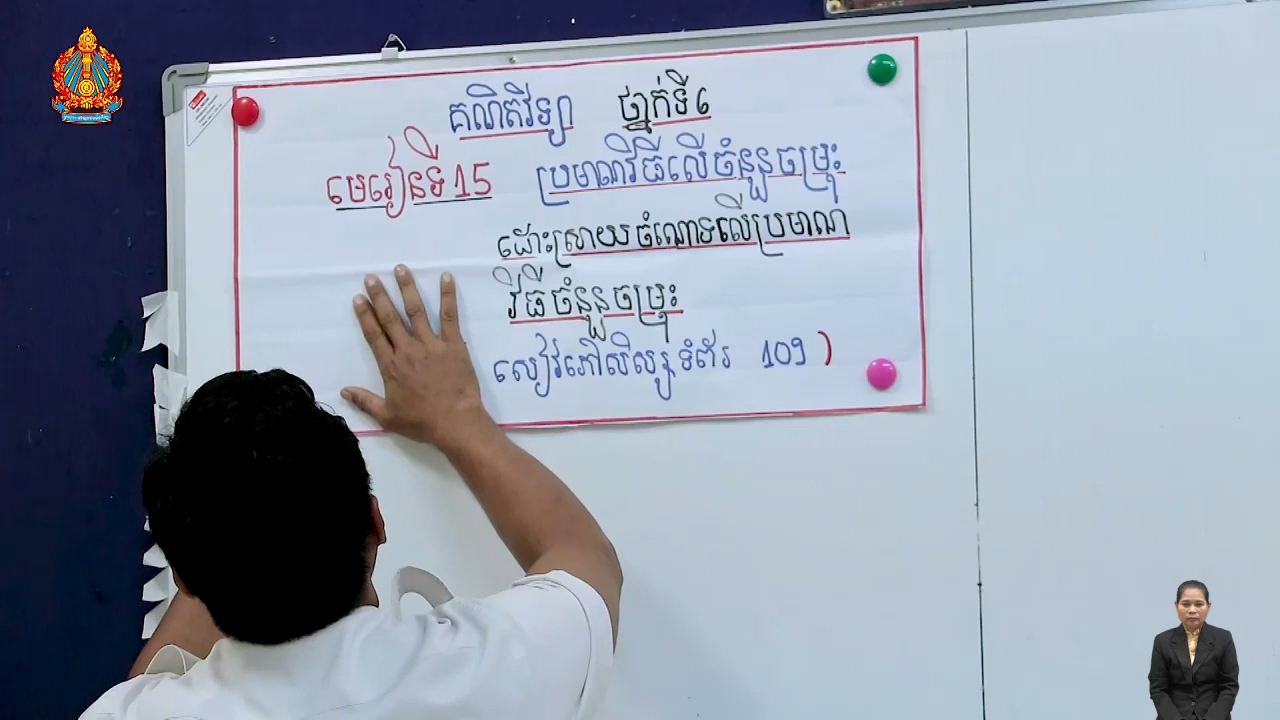 គណិតវិទ្យា ថ្នាក់ទី៦
មេរៀនទី 15 ប្រមាណវិធីលើចំនួនចម្រុះ
ដោះស្រាយចំណោទលើប្រមាណ
វិធីចំនួនចម្រុះ
សៀវភៅសិស្ស ទំព័រ 109 )